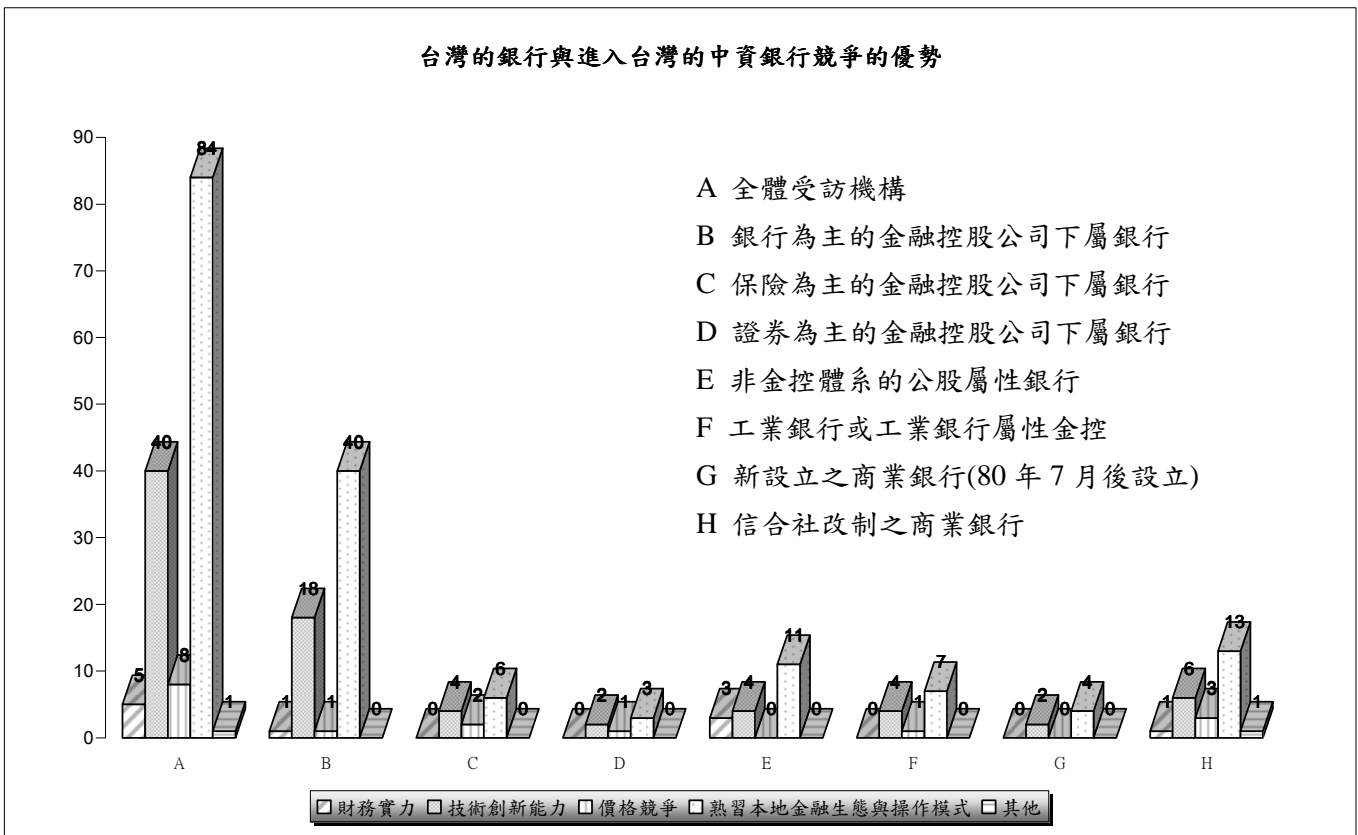 台灣的銀行與進入台灣的中資銀行競爭的優勢
90
80
70
60
50
40
30
20
10
0
5 40 8 84 1
1 18 1 40 0
0 4 2 6 0
0 2 1 3 0
3 4 0 11 0
0 4 1 7 0
0 2 0 4 0
1 6 3 13 1
A B C D E F G H
A 全體受訪機構
B 銀行為主的金融控股公司下屬銀行
C 保險為主的金融控股公司下屬銀行
D 證券為主的金融控股公司下屬銀行
E 非金控體系的公股屬性銀行
F 工業銀行或工業銀行屬性金控
G 新設立之商業銀行(80 年 7 月後設立)
H 信合社改制之商業銀行
財務實力 技術創新能力 價格競爭 熟習本地金融生態與操作模式 其他